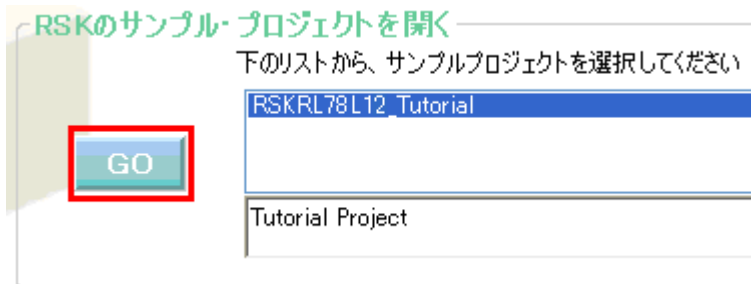 RSKのサンプル・プロジェクトを開く
下のリストから、サンプルプロジェクトを選択してください
RSKRL78L12_Tutorial
GO
Tutorial Project